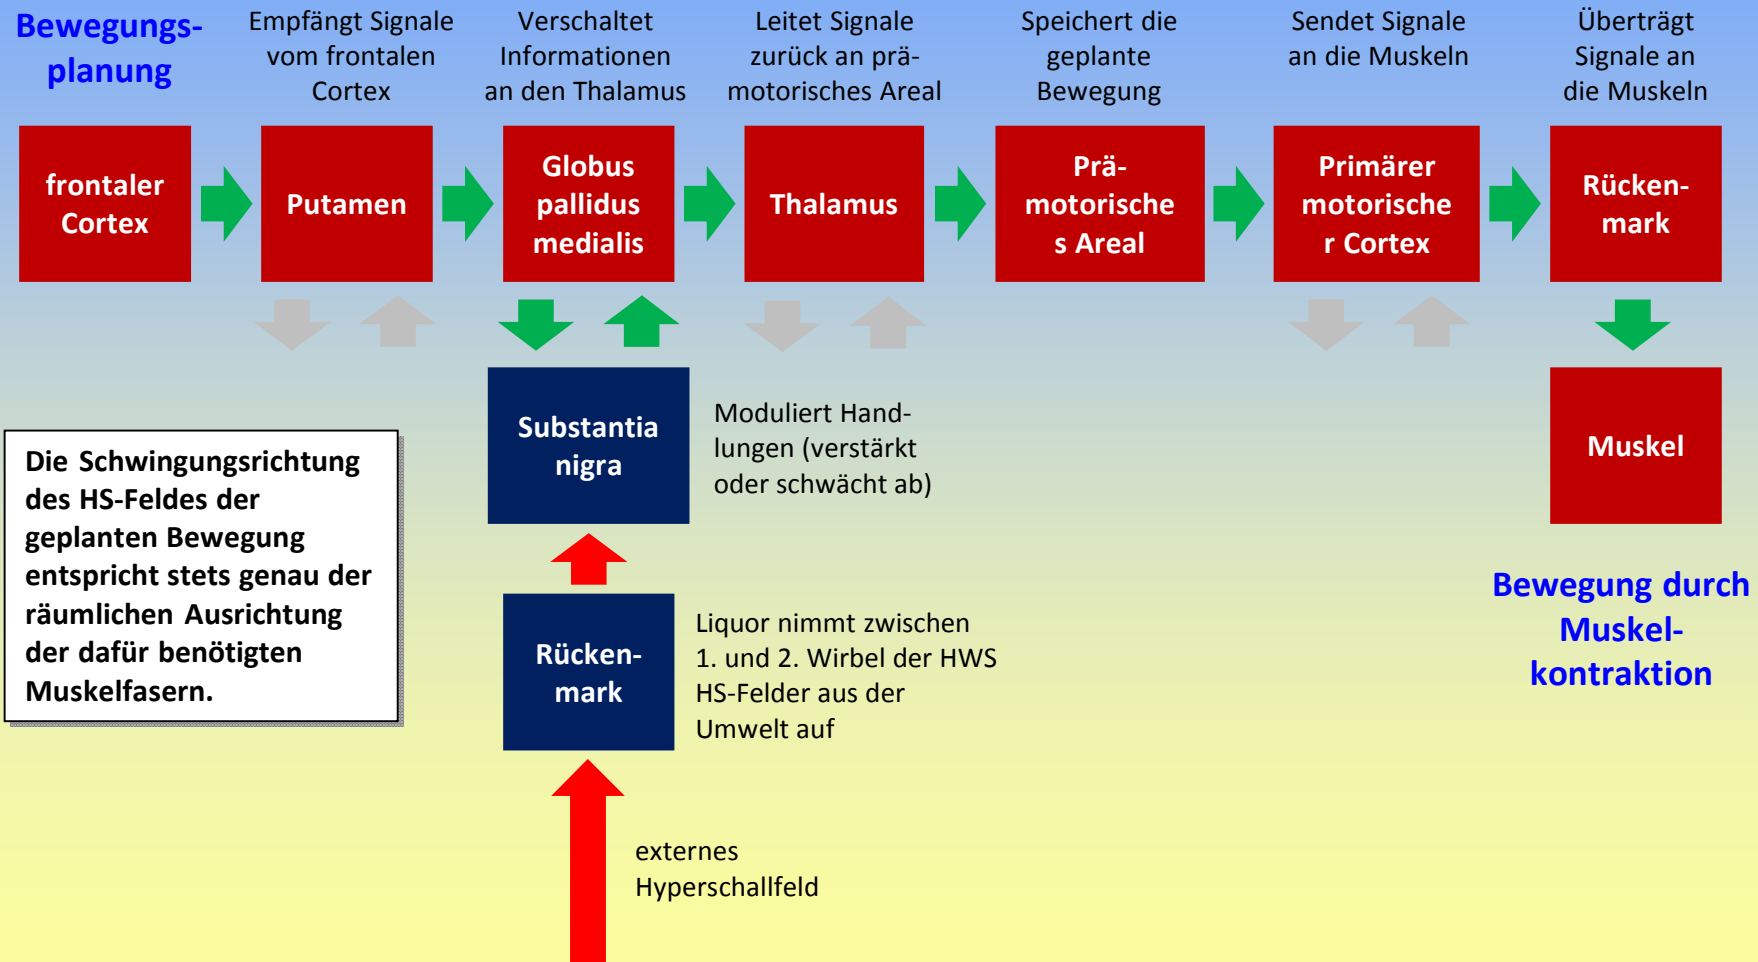 Bewegungs-
planung
Empfängt Signale
vom frontalen
Cortex
Verschaltet
Informationen
an den Thalamus
Leitet Signale
zurück an prä-
motorisches Areal
Speichert die
geplante
Bewegung
Sendet Signale
an die Muskeln
Überträgt
Signale an
die Muskeln
frontaler
Cortex
Putamen
Globus
pallidus
medialis
Thalamus
Prä-
motorische
s Areal
Primärer
motorische
r Cortex
Rücken-
mark
Substantia
nigra
Moduliert Hand-
lungen (verstärkt
oder schwächt ab)
Muskel
Die Schwingungsrichtung
des HS-Feldes der
geplanten Bewegung
entspricht stets genau der
räumlichen Ausrichtung
der dafür benötigten
Muskelfasern.
Rücken-
mark
Liquor nimmt zwischen
1. und 2. Wirbel der HWS
HS-Felder aus der
Umwelt auf
Bewegung durch
Muskel-
kontraktion
externes
Hyperschallfeld